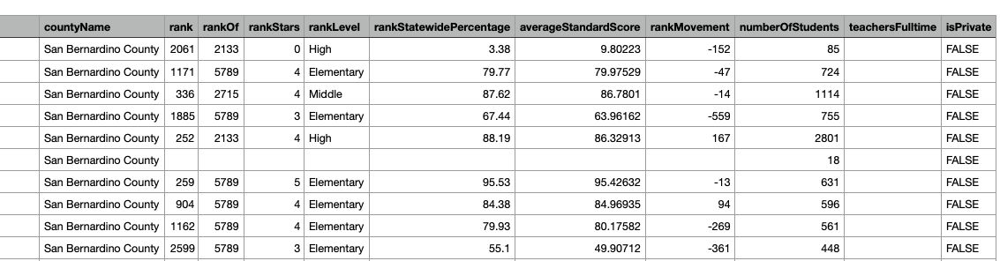 countyName rank rankOf rankStars rankLevel rankStatewidePercentage averageStandardScore rankMovement numberOfStudents teachersFulltime isPrivate
San Bernardino County 2061 2133 0 High 3.38 9.80223 -152 85 FALSE
San Bernardino County 1171 5789 4 Elementary 79.77 79.97529 -47 724 FALSE
San Bernardino County 336 2715 4 Middle 87.62 86.7801 -14 1114 FALSE
San Bernardino County 1885 5789 3 Elementary 67.44 63.96162 -559 755 FALSE
San Bernardino County 252 2133 4 High 88.19 86.32913 167 2801 FALSE
San Bernardino County 18 FALSE
San Bernardino County 259 5789 5 Elementary 95.53 95.42632 -13 631 FALSE
San Bernardino County 904 5789 4 Elementary 84.38 84.96935 94 596 FALSE
San Bernardino County 1162 5789 4 Elementary 79.93 80.17582 -269 561 FALSE
San Bernardino County 2599 5789 3 Elementary 55.1 49.90712 -361 448 FALSE